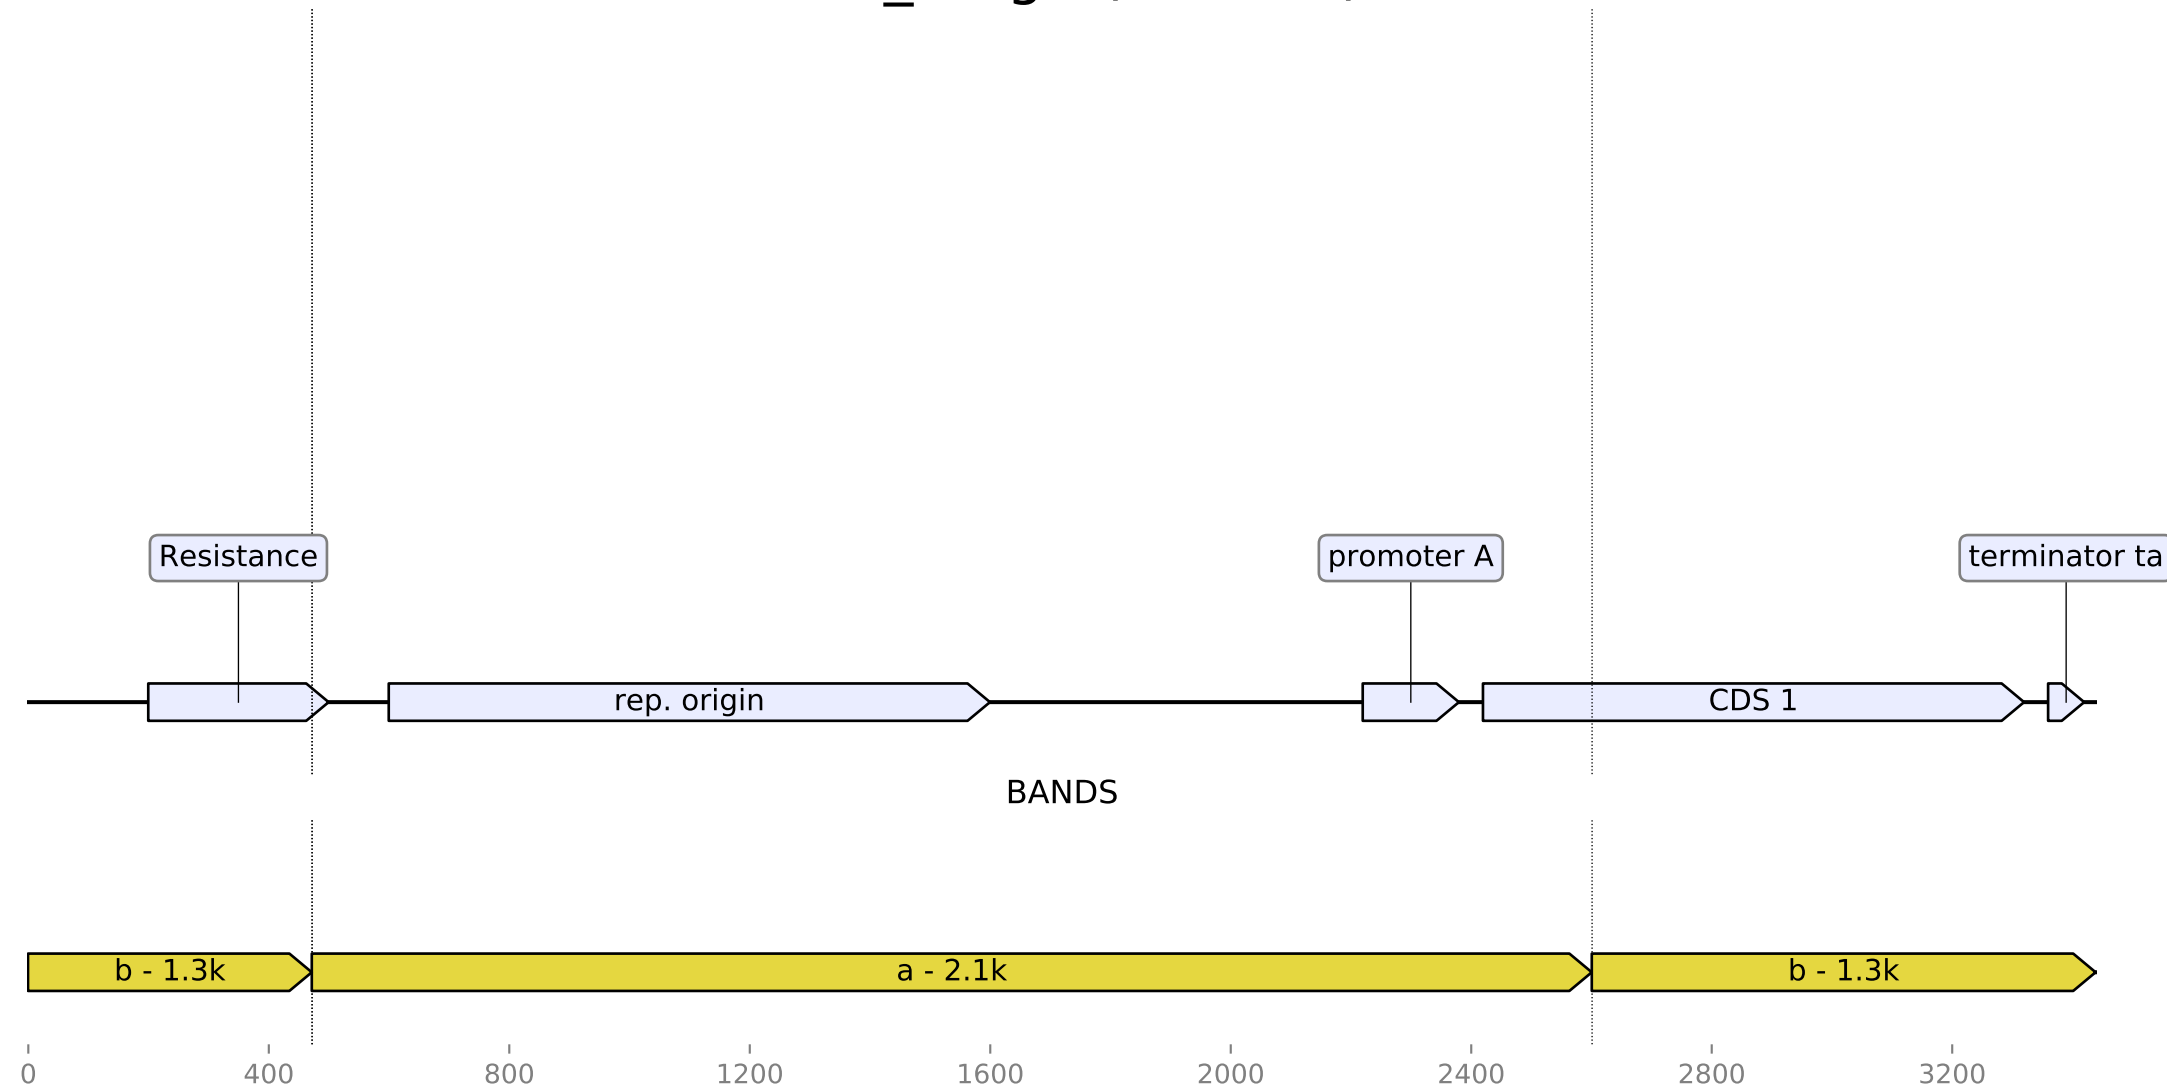 Resistance
promoter A
terminator ta
rep. origin
CDS 1
BANDS
b - 1.3k
a - 2.1k
b - 1.3k
0
400
800
1200
1600
2000
2400
2800
3200